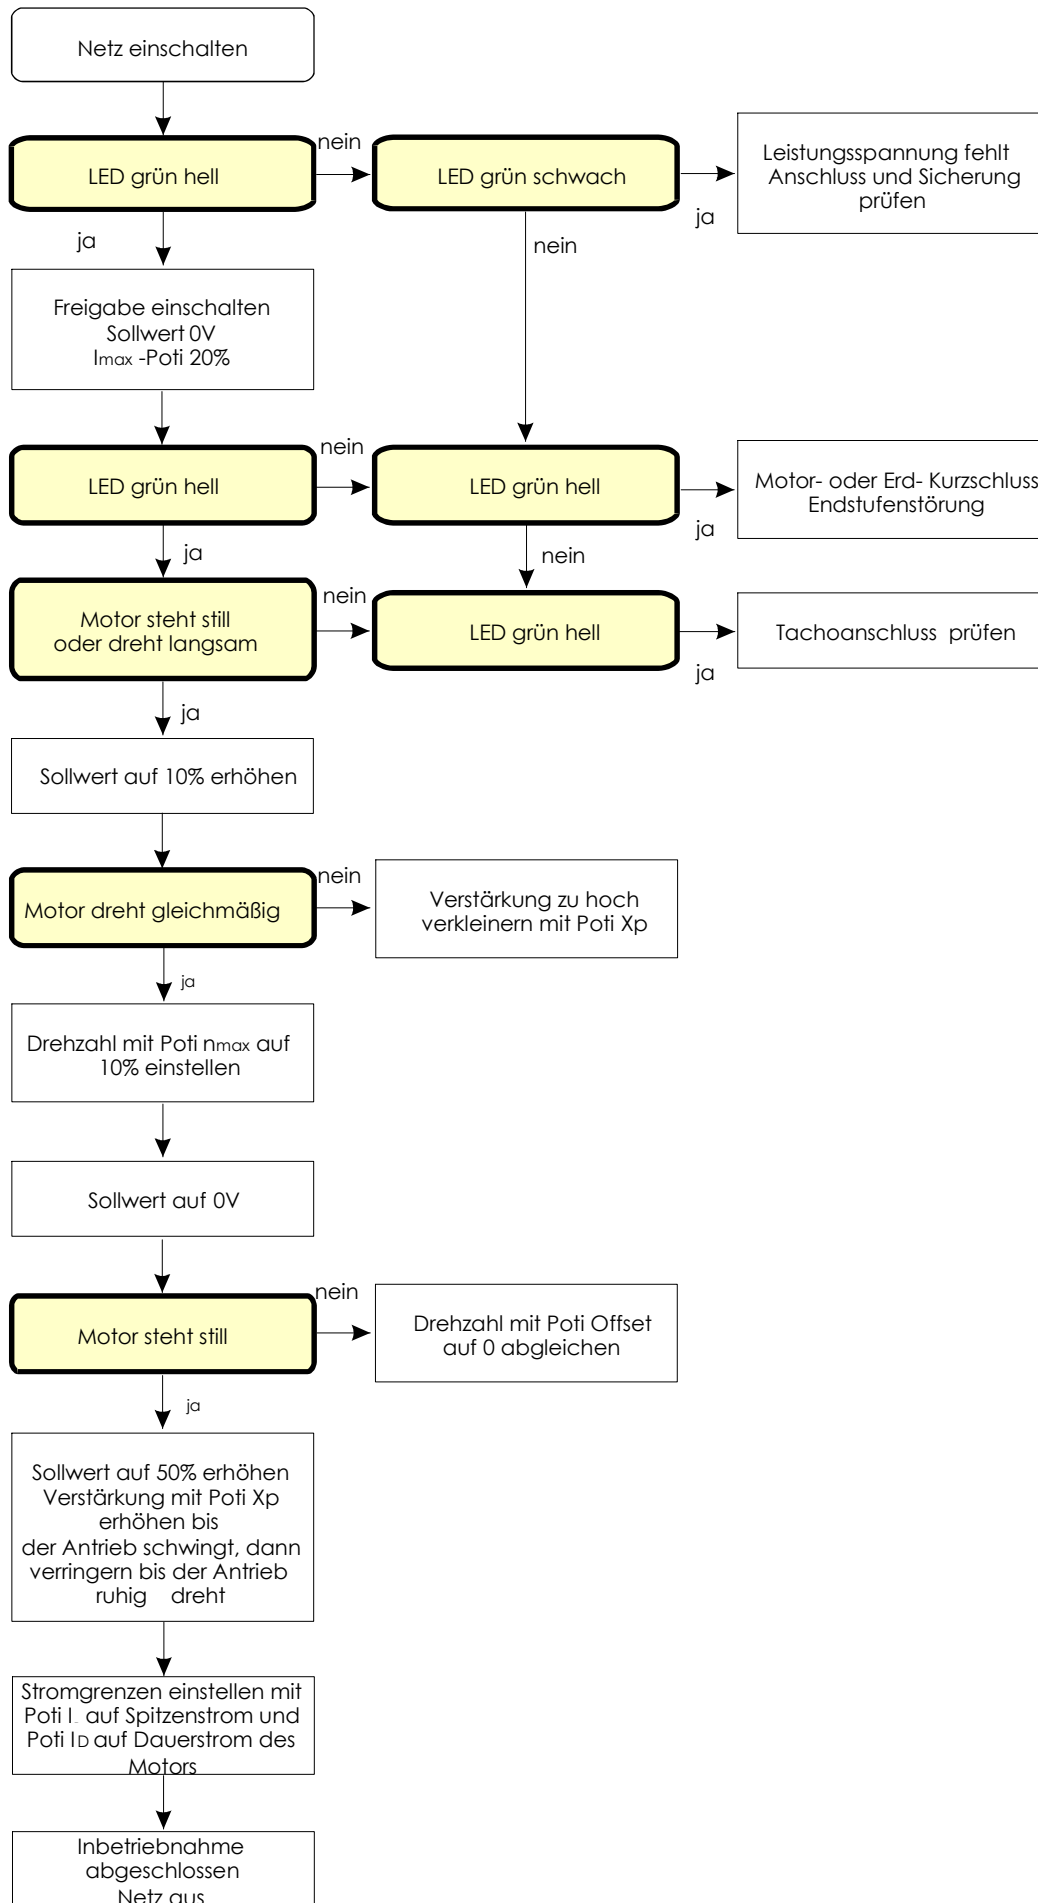 Netz einschalten
nein
LED grün hell
LED grün schwach
Leistungsspannung fehlt
Anschluss und Sicherung
prüfen
ja
ja
nein
Freigabe einschalten
Sollwert 0V
Imax -Poti 20%
nein
LED grün hell
LED grün hell
Motor- oder Erd- Kurzschluss
Endstufenstörung
ja
ja
nein
nein
Motor steht still
oder dreht langsam
LED grün hell
Tachoanschluss prüfen
ja
ja
Sollwert auf 10% erhöhen
nein
Motor dreht gleichmäßig
Verstärkung zu hoch
verkleinern mit Poti Xp
ja
Drehzahl mit Poti nmax auf
10% einstellen
Sollwert auf 0V
nein
Motor steht still
Drehzahl mit Poti Offset
auf 0 abgleichen
ja
Sollwert auf 50% erhöhen
Verstärkung mit Poti Xp
erhöhen bis
der Antrieb schwingt, dann
verringern bis der Antrieb
ruhig dreht
Stromgrenzen einstellen mit
Poti I auf Spitzenstrom und
Poti ID auf Dauerstrom des
Motors
Inbetriebnahme
abgeschlossen
Netz aus